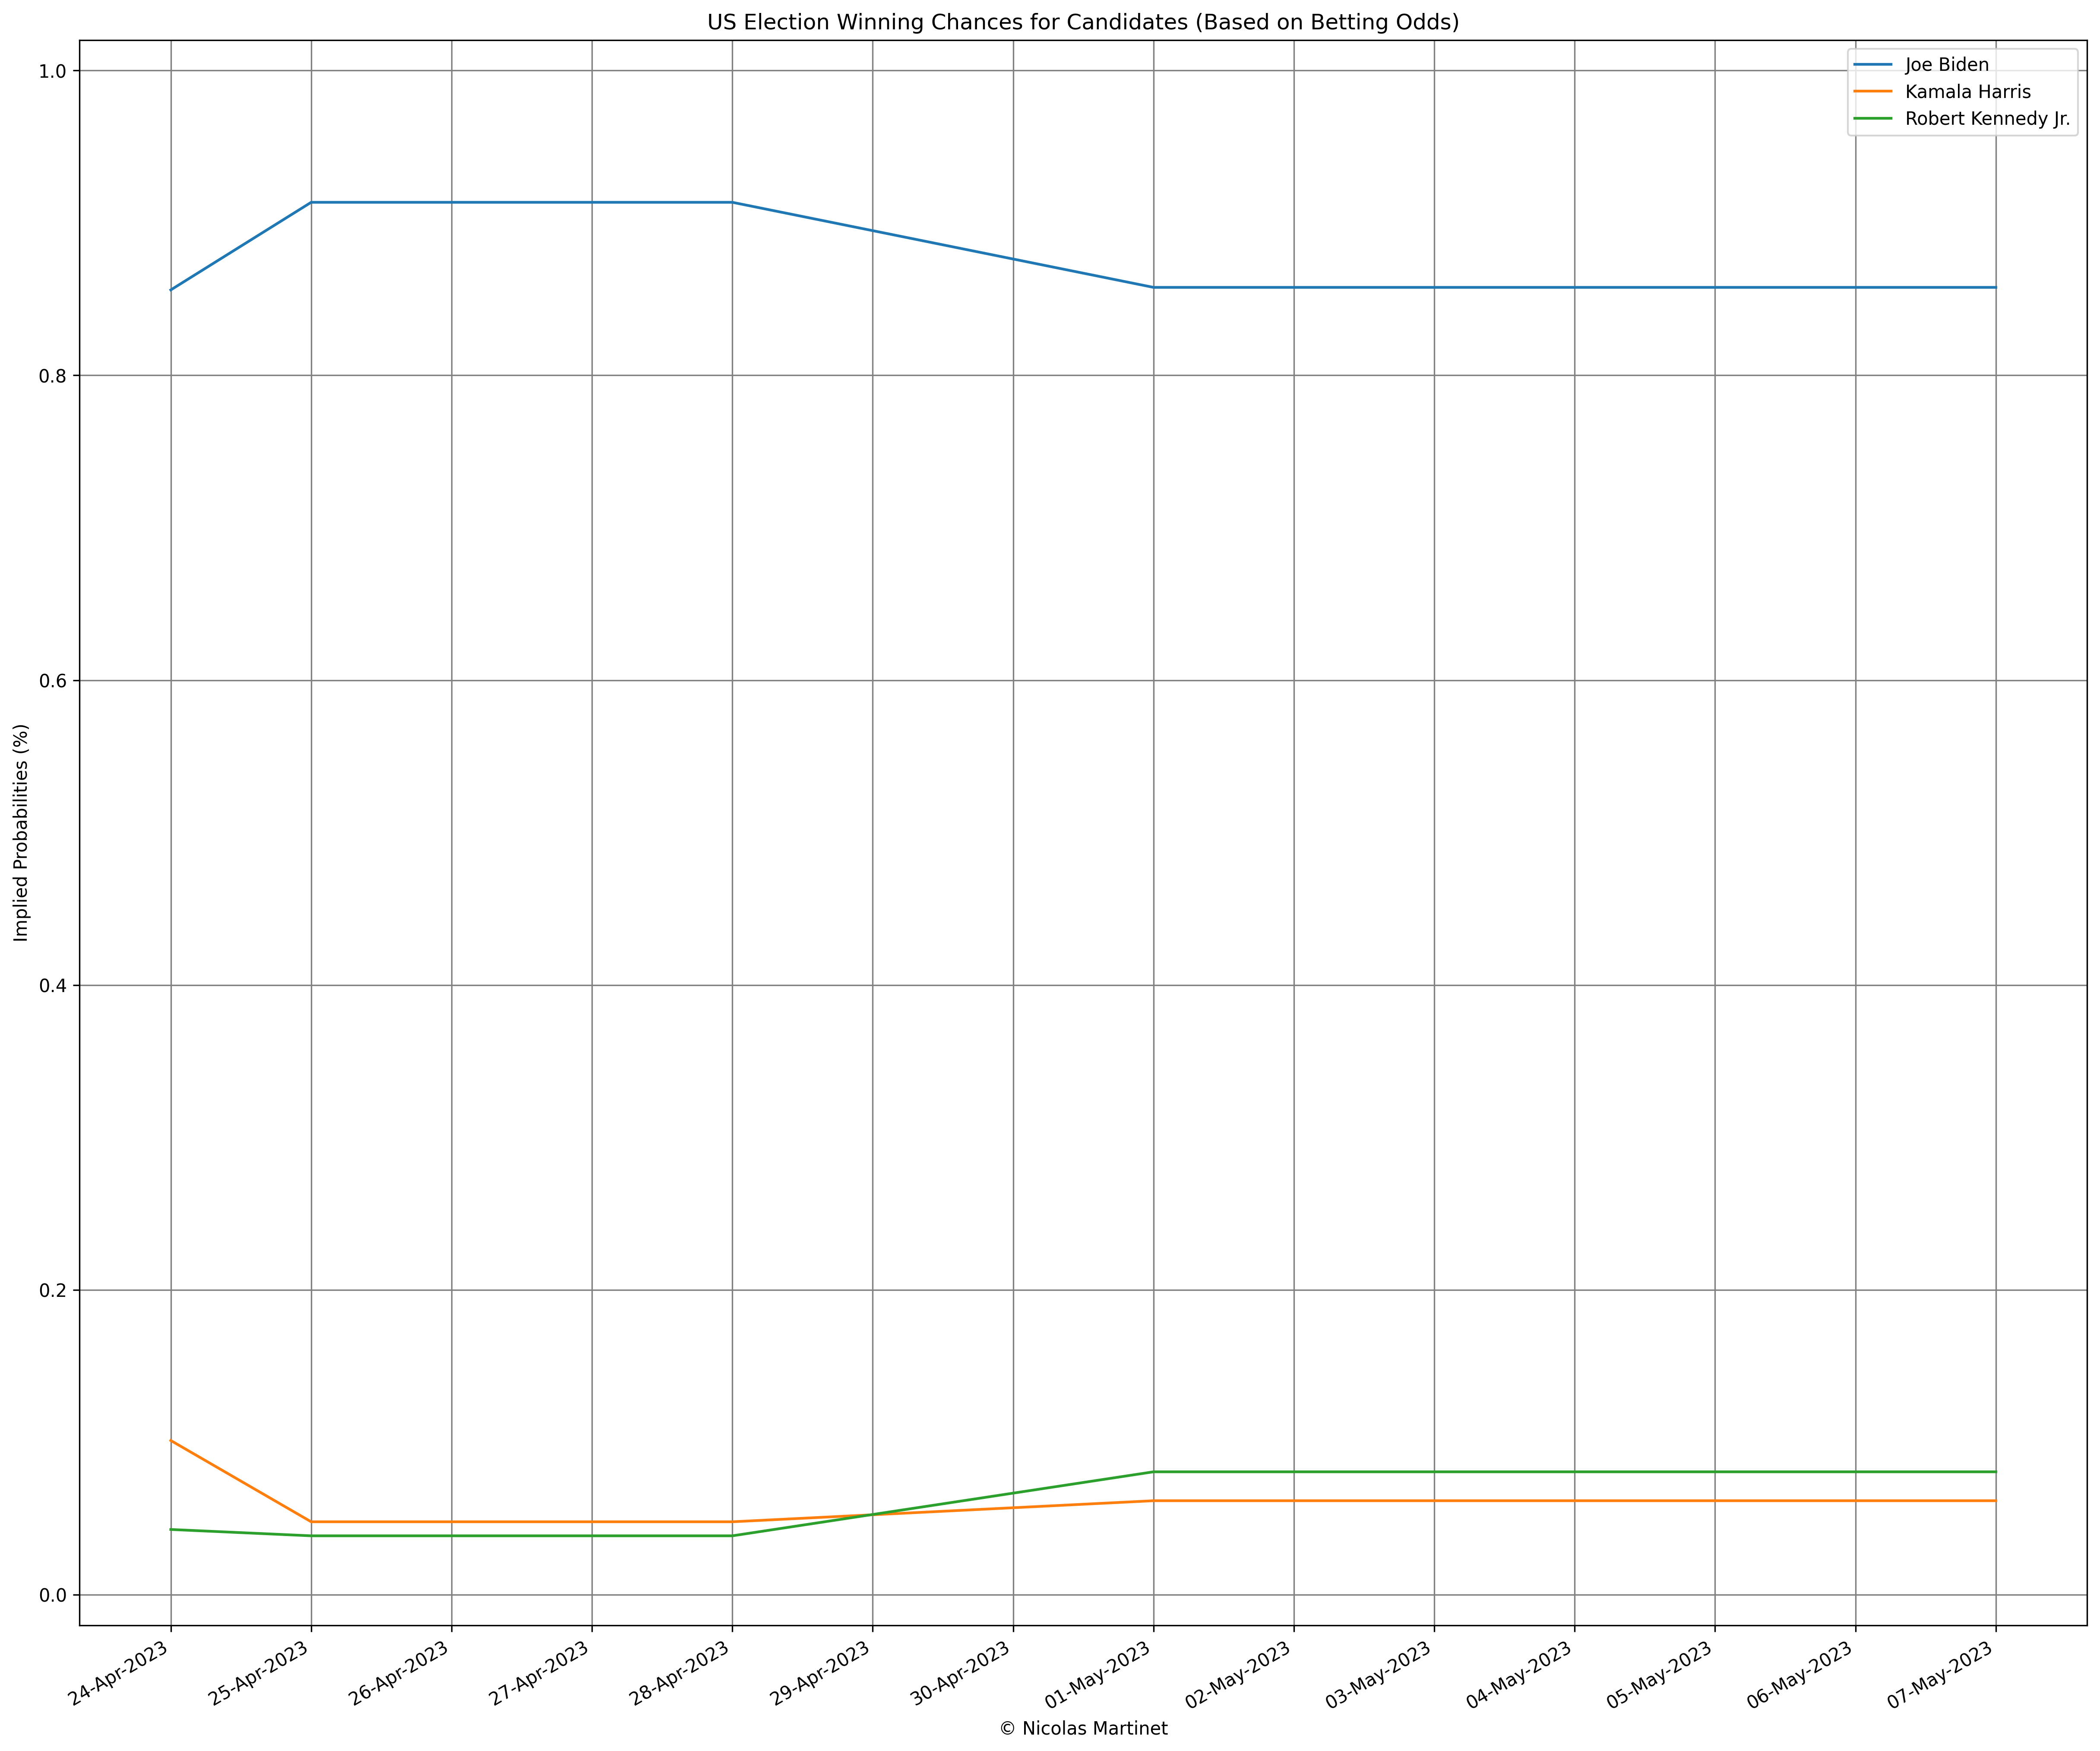 US Election Winning Chances for Candidates (Based on Betting Odds)
Joe Biden
Kamala Harris
Robert Kennedy Jr.
Implied Probabilities (%)
1.0
0.8
0.6
0.4
0.2
0.0
24-Apr-2023
25-Apr-2023
26-Apr-2023
27-Apr-2023
28-Apr-2023
29-Apr-2023
30-Apr-2023
01-May-2023
02-May-2023
03-May-2023
04-May-2023
05-May-2023
06-May-2023
07-May-2023
© Nicolas Martinet